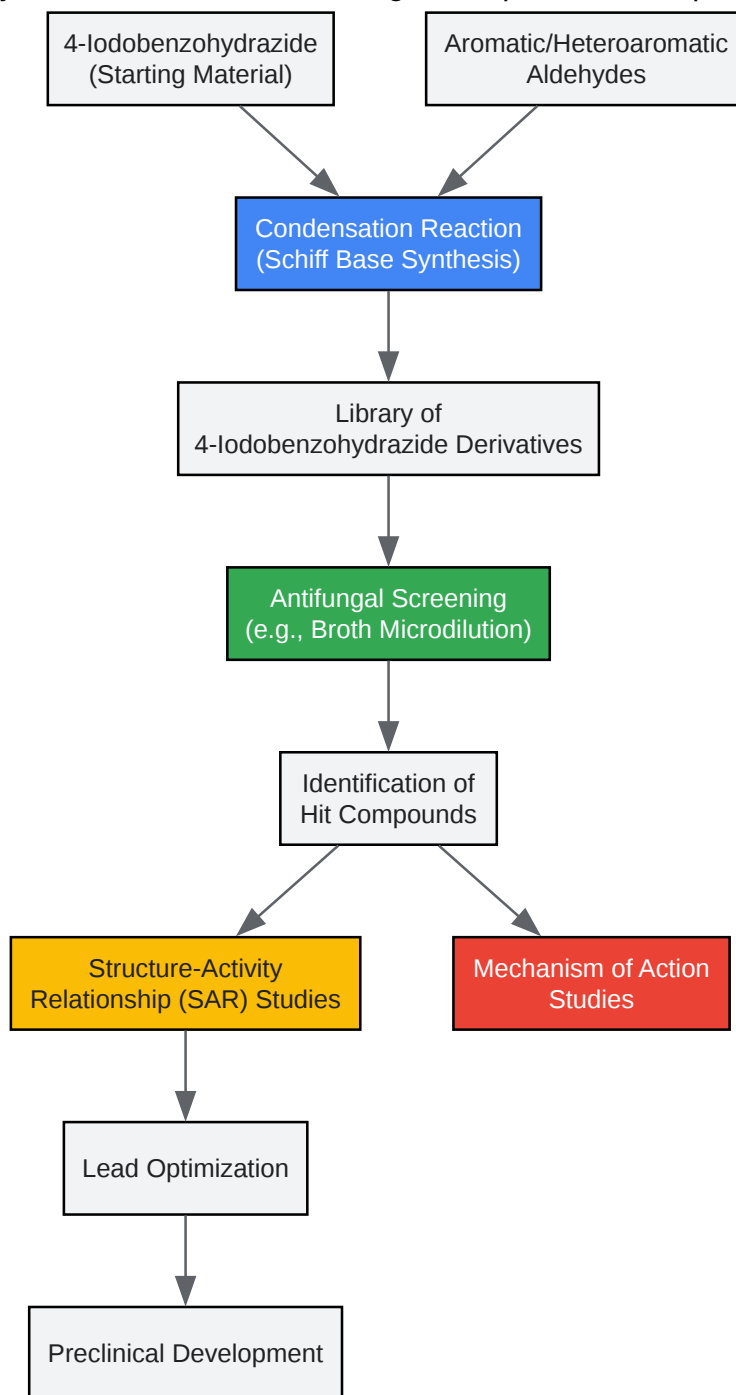 4-Iodobenzohydrazide
(Starting Material)
Aromatic/Heteroaromatic
Aldehydes
Condensation Reaction
(Schiff Base Synthesis)
Library of
4-Iodobenzohydrazide Derivatives
Antifungal Screening
(e.g., Broth Microdilution)
Identification of
Hit Compounds
Structure-Activity
Relationship (SAR) Studies
Mechanism of Action
Studies
Lead Optimization
Preclinical Development